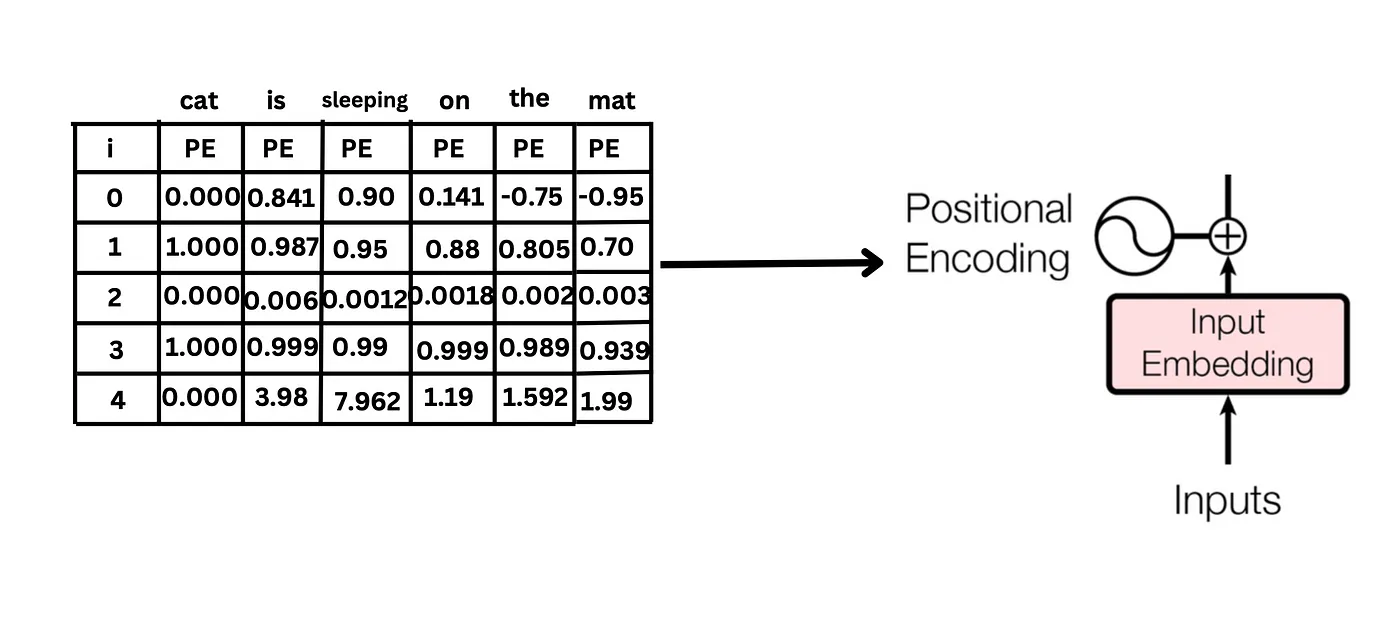 cat is sleeping on the mat
i PE PE PE PE PE PE
0 0.000 0.841 0.90 0.141 -0.75 -0.95
1 1.000 0.987 0.95 0.88 0.805 0.70
2 0.000 0.006 0.0012 0.0018 0.002 0.003
3 1.000 0.999 0.99 0.999 0.989 0.939
4 0.000 3.98 7.962 1.19 1.592 1.99
Positional
Encoding
Input
Embedding
Inputs